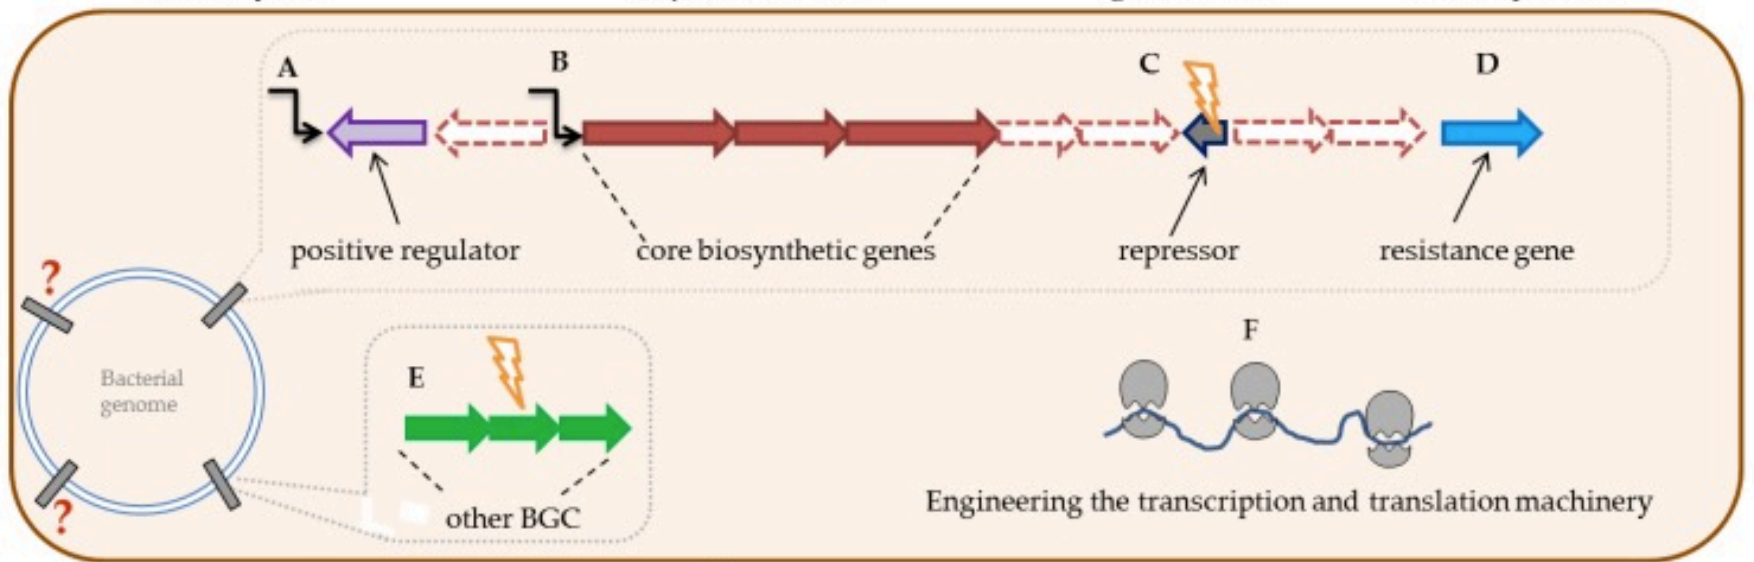 A
B
C
D
positive regulator
core biosynthetic genes
repressor
resistance gene
?
Bacterial
genome
?
E
other BGC
F
Engineering the transcription and translation machinery